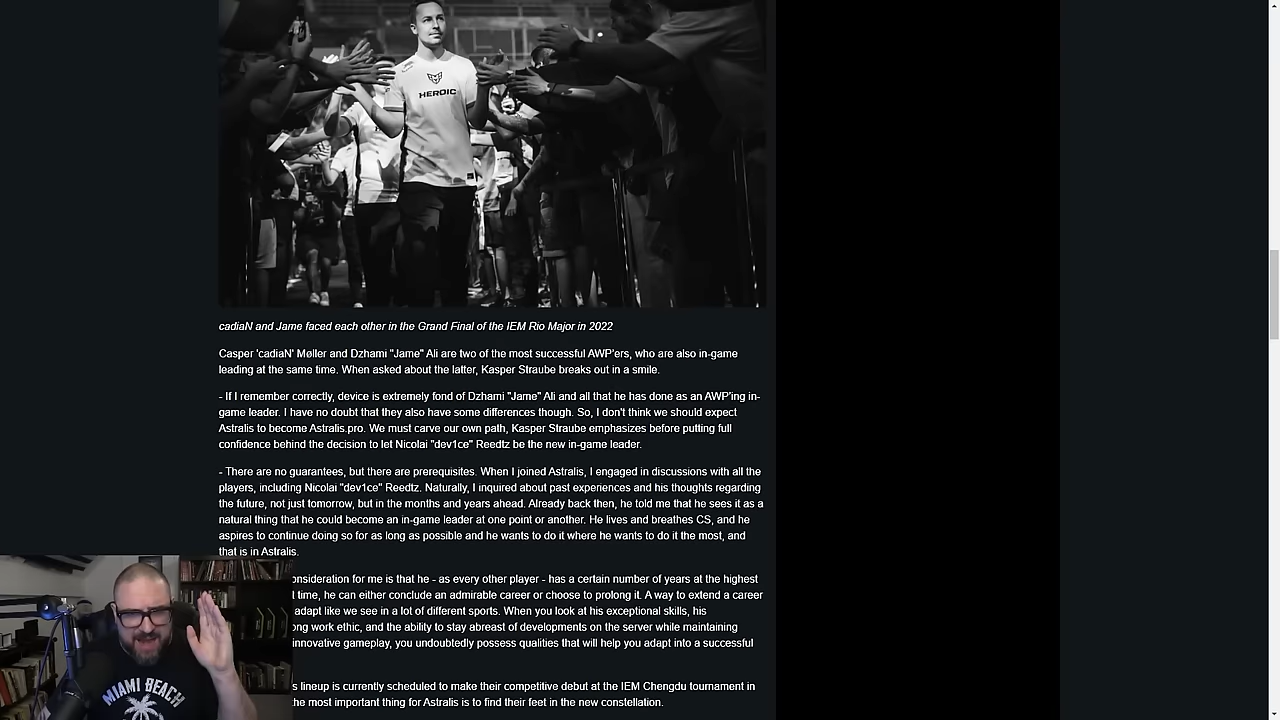 HEROIC
cadiaN and Jame faced each other in the Grand Final of the IEM Rio Major in 2022
Casper 'cadiaN' Møller and Dzhami "Jame" Ali are two of the most successful AWP'ers, who are also in-game
leading at the same time. When asked about the latter, Kasper Straube breaks out in a smile.
- If I remember correctly, device is extremely fond of Dzhami "Jame" Ali and all that he has done as an AWP'ing in-
game leader. I have no doubt that they also have some differences though. So, I don't think we should expect
Astralis to become Astralis.pro. We must carve our own path, Kasper Straube emphasizes before putting full
confidence behind the decision to let Nicolai "dev1ce" Reedtz be the new in-game leader.
- There are no guarantees, but there are prerequisites. When I joined Astralis, I engaged in discussions with all the
players, including Nicolai "dev1ce" Reedtz. Naturally, I inquired about past experiences and his thoughts regarding
the future, not just tomorrow, but in the months and years ahead. Already back then, he told me that he sees it as a
natural thing that he could become an in-game leader at one point or another. He lives and breathes CS, and he
aspires to continue doing so for as long as possible and he wants to do it where he wants to do it the most, and
that is in Astralis.
onsideration for me is that he - as every other player - has a certain number of years at the highest
l time, he can either conclude an admirable career or choose to prolong it. A way to extend a career
adapt like we see in a lot of different sports. When you look at his exceptional skills, his
ong work ethic, and the ability to stay abreast of developments on the server while maintaining
innovative gameplay, you undoubtedly possess qualities that will help you adapt into a successful
s lineup is currently scheduled to make their competitive debut at the IEM Chengdu tournament in
he most important thing for Astralis is to find their feet in the new constellation.
MIAMI BEACH